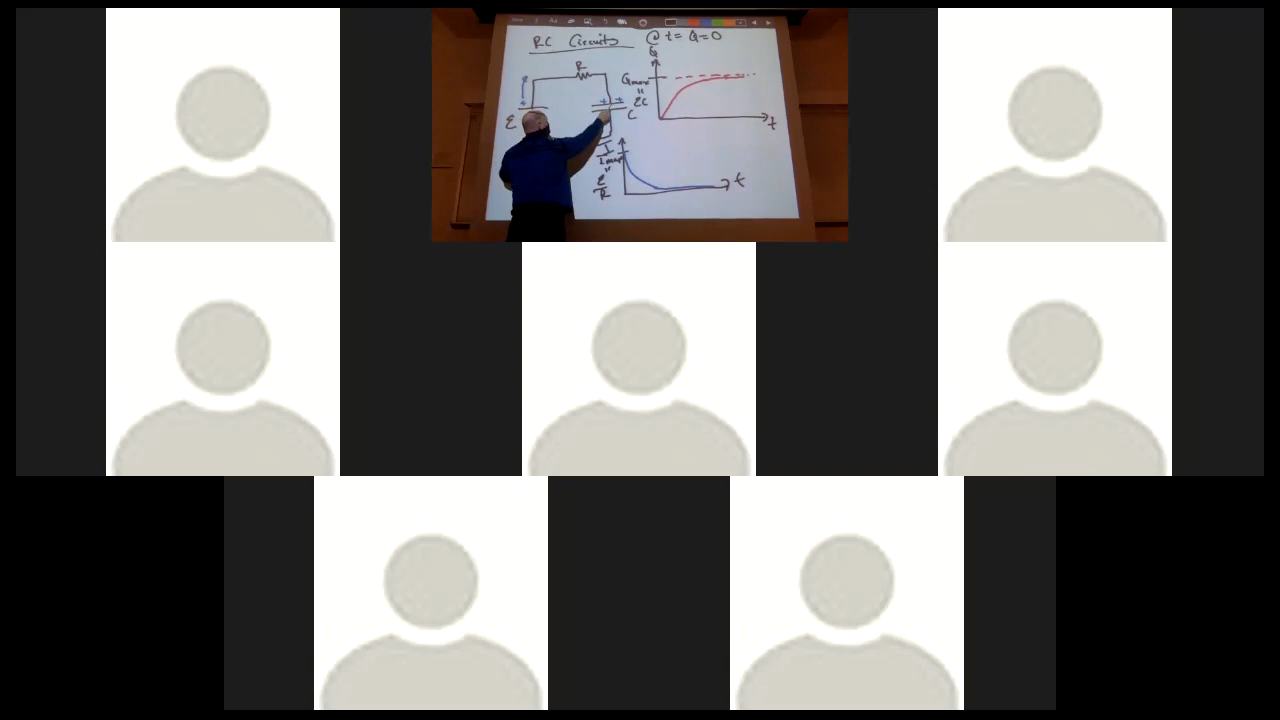 RC Circuits
@ t = Q = 0
Q
R
Qmax
"
EC
E
C
t
I
Imax
"
E
R
t